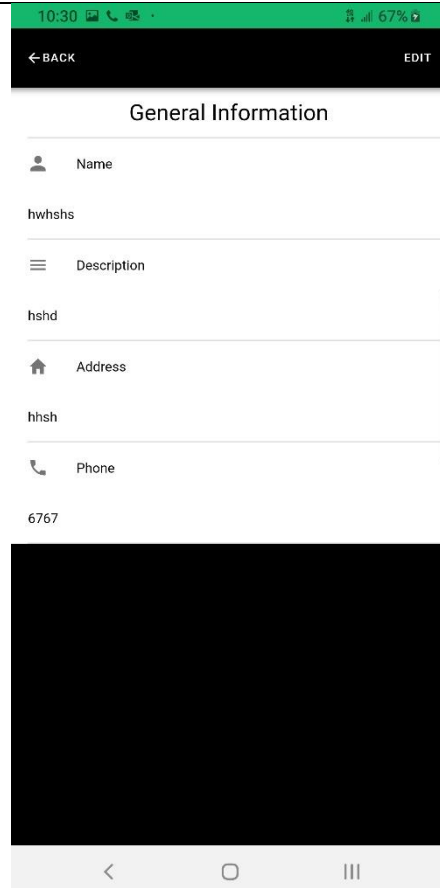 10:30
67%
BACK
EDIT
General Information
Name
hwhshs
Description
hshd
Address
hhsh
Phone
6767